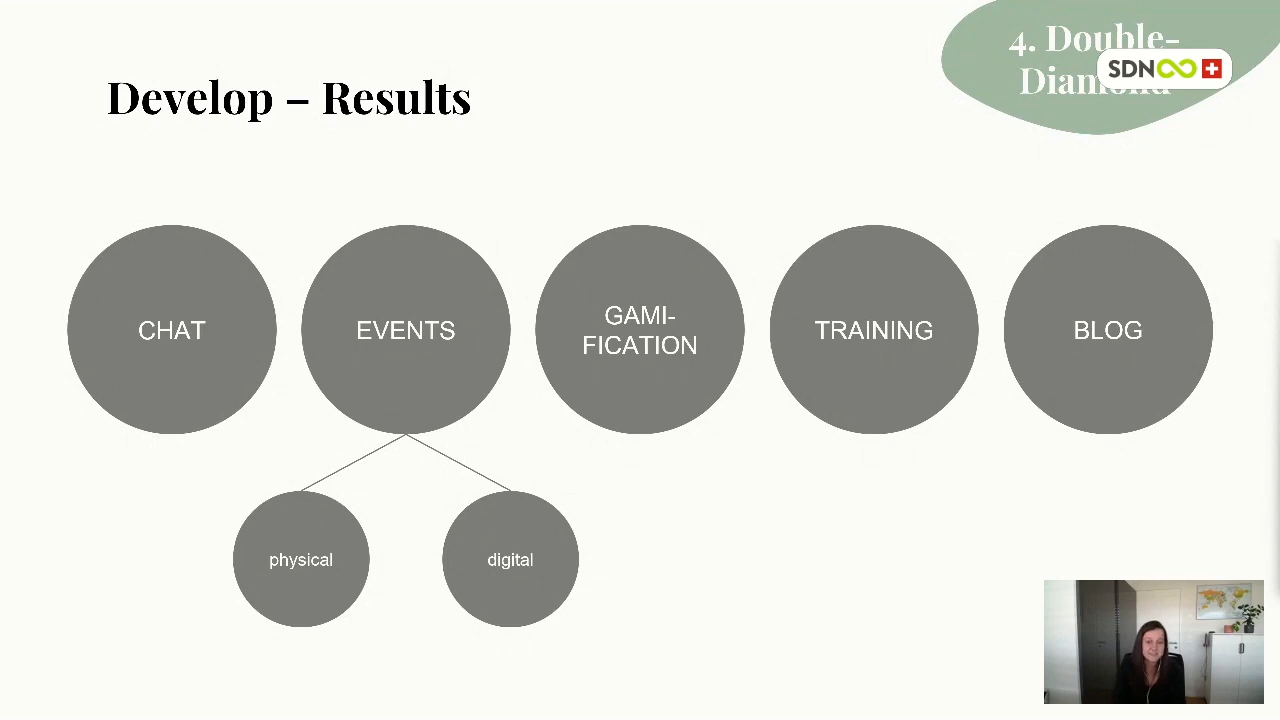 4. Double-
Diamond
SDN
Develop – Results
CHAT
EVENTS
GAMI-
FICATION
TRAINING
BLOG
physical
digital